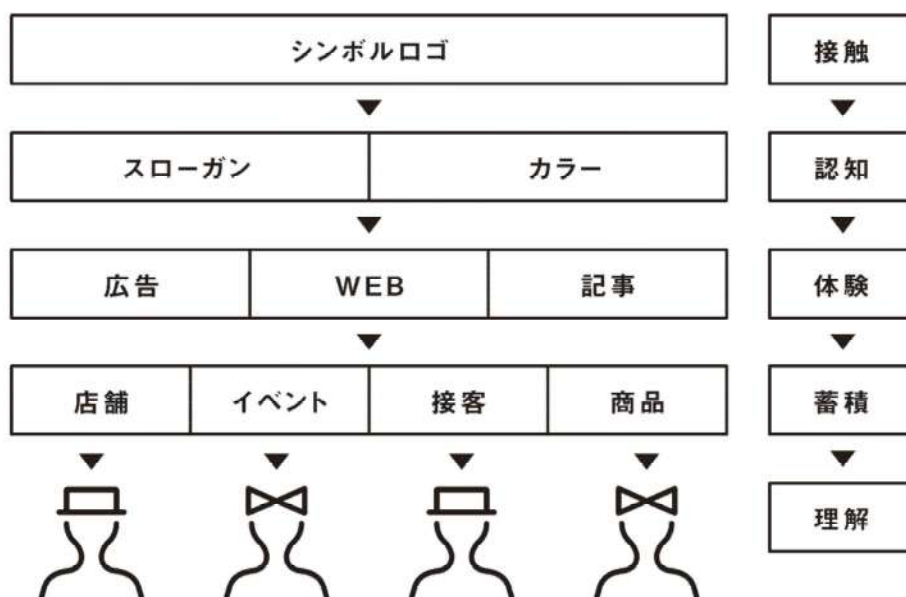 シンボルロゴ
接触
スローガン
カラー
認知
広告
WEB
記事
体験
店舗
イベント
接客
商品
蓄積
理解